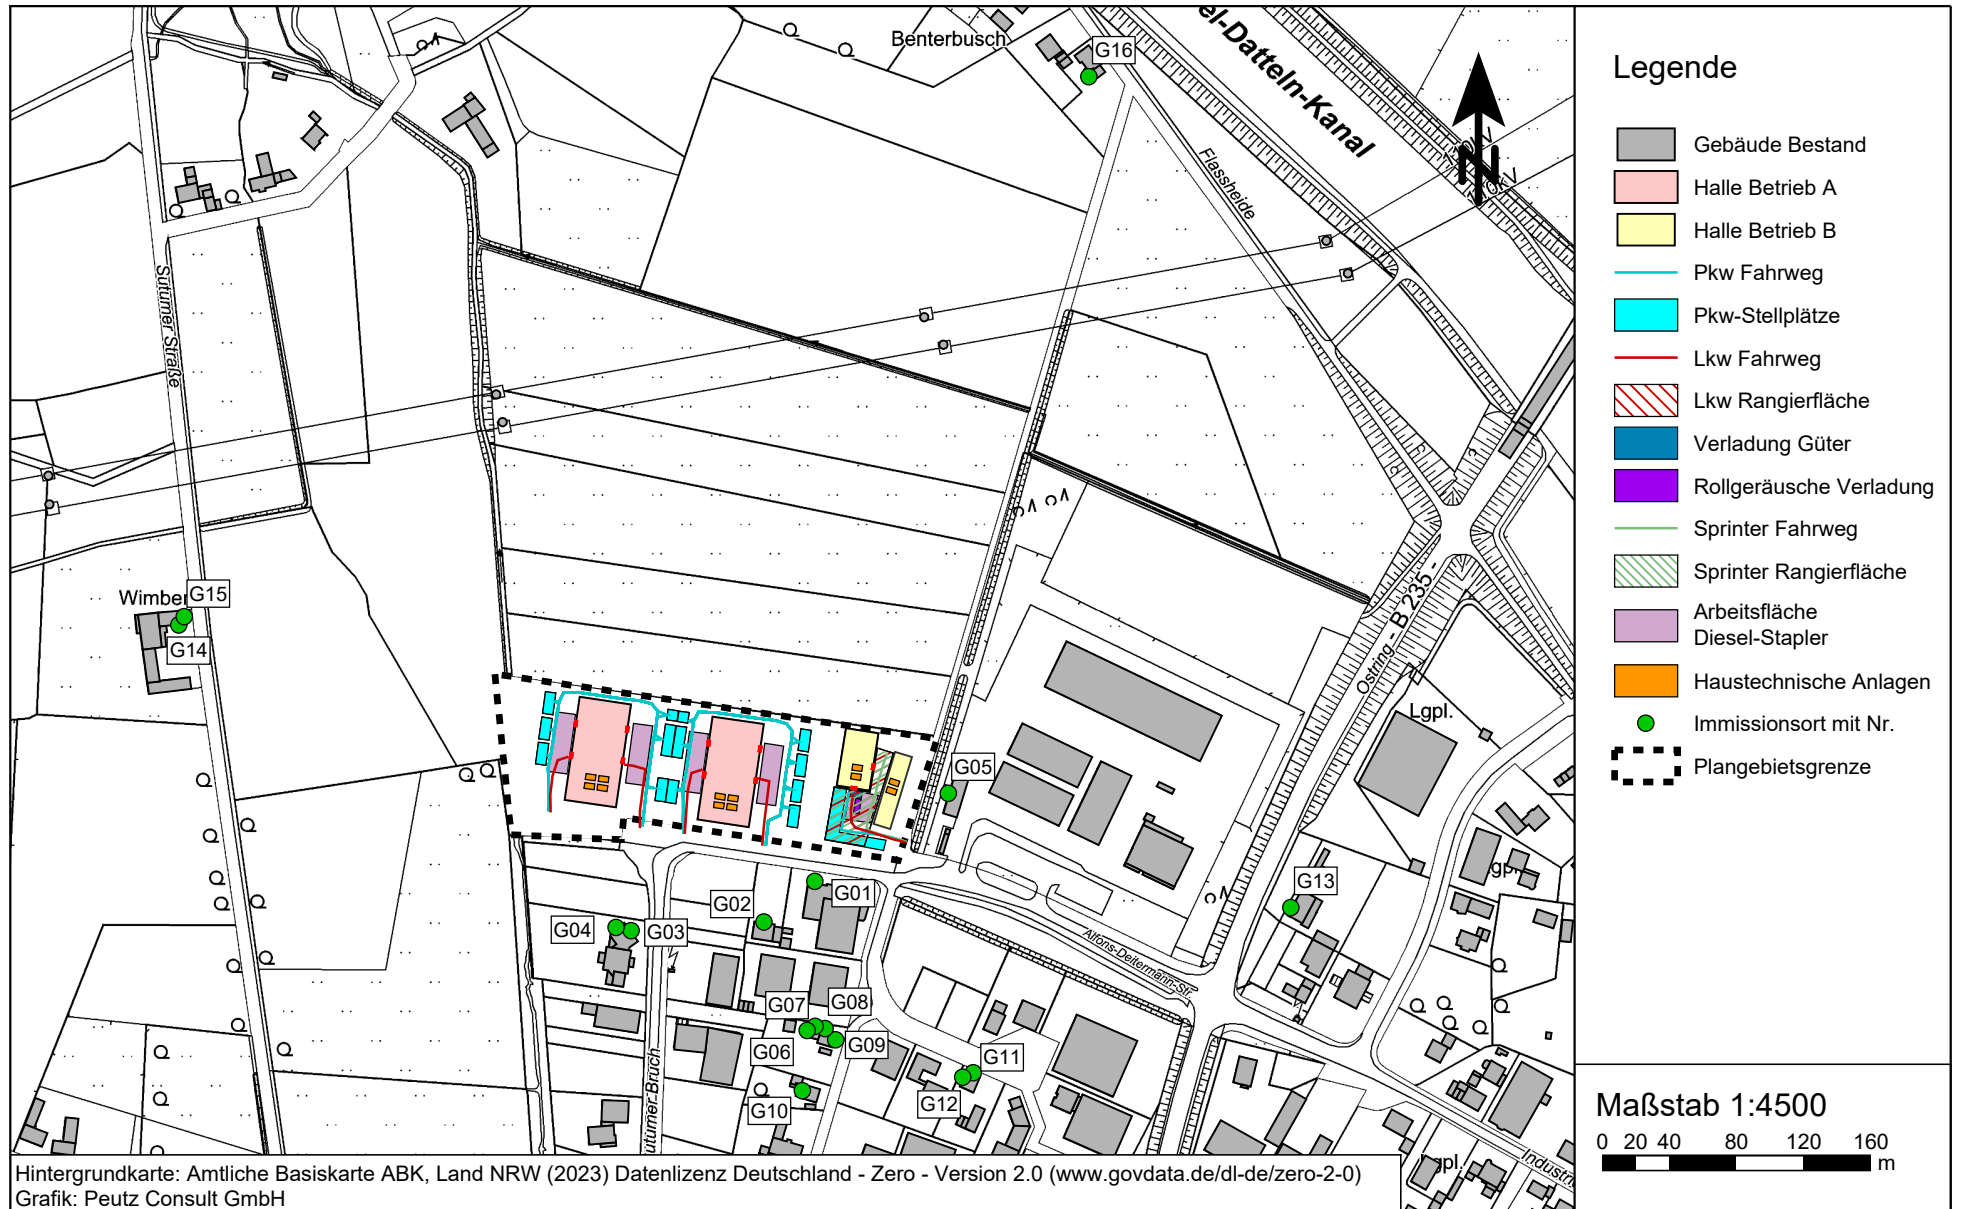 Benterbusch
G16
el-Datteln-Kanal
Flassheide
Sutumer Straße
Wimber
G15
G14
Ostring - B 235 -
Lgpl.
G05
G01
G02
G03
G04
G13
Alfons-Deitermann-Str.
G07
G08
G06
G09
G10
G11
G12
utumer Bruch
Lgpl.
Industrie
Hintergrundkarte: Amtliche Basiskarte ABK, Land NRW (2023) Datenlizenz Deutschland - Zero - Version 2.0 (www.govdata.de/dl-de/zero-2-0)
Grafik: Peutz Consult GmbH
Legende
N
Gebäude Bestand
Halle Betrieb A
Halle Betrieb B
Pkw Fahrweg
Pkw-Stellplätze
Lkw Fahrweg
Lkw Rangierfläche
Verladung Güter
Rollgeräusche Verladung
Sprinter Fahrweg
Sprinter Rangierfläche
Arbeitsfläche
Diesel-Stapler
Haustechnische Anlagen
Immissionsort mit Nr.
Plangebietsgrenze
Maßstab 1:4500
0 20 40 80 120 160
m